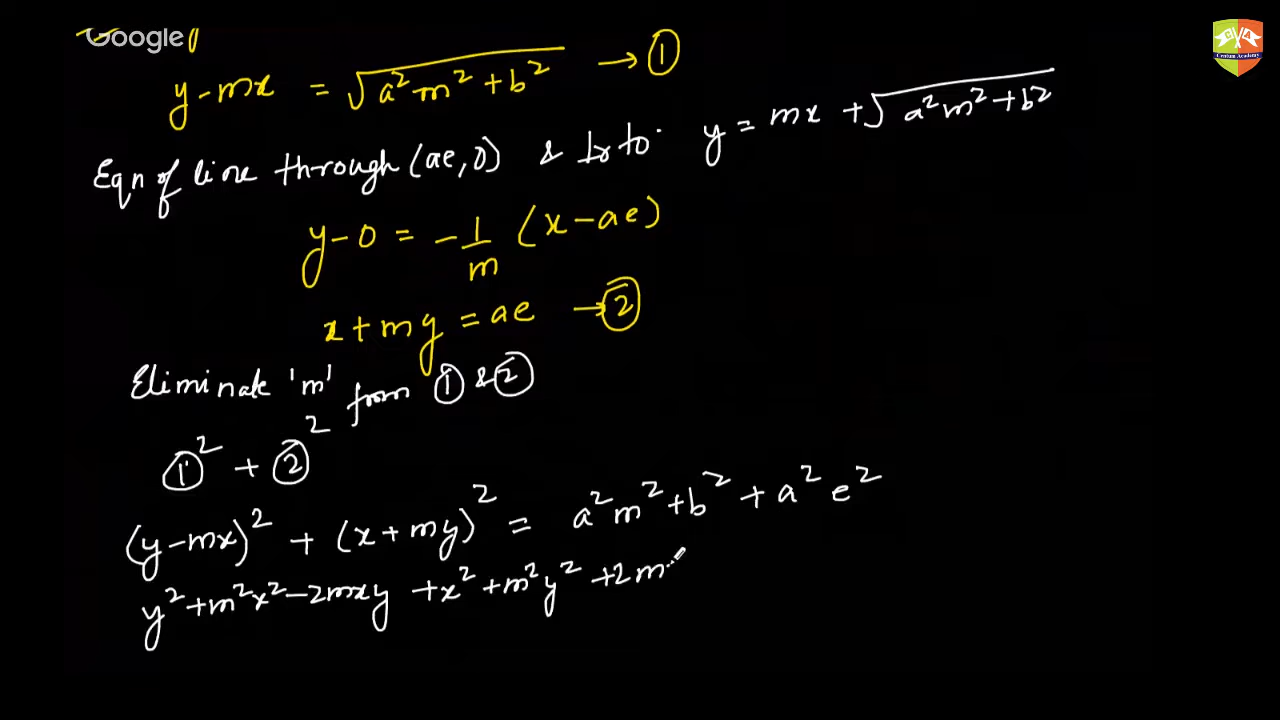 Google
y-mx = √(a²m²+b²) → ①
Eqn of line through (ae, 0) & ⊥r to y = mx + √(a²m²+b²)
y-0 = -1/m (x-ae)
x+my = ae → ②
Eliminate 'm' from ① & ②
①² + ②²
(y-mx)² + (x+my)² = a²m²+b²+a²e²
y²+m²x²-2mxy +x²+m²y²+2m